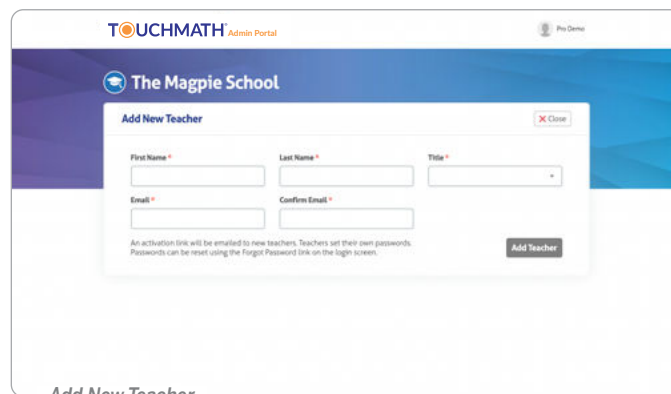 TOUCHMATH Admin Portal
Pro Demo
The Magpie School
Add New Teacher
Close
First Name *
Last Name *
Title *
Email *
Confirm Email *
An activation link will be emailed to new teachers. Teachers set their own passwords.
Passwords can be reset using the Forgot Password link on the login screen.
Add Teacher
Add New Teacher